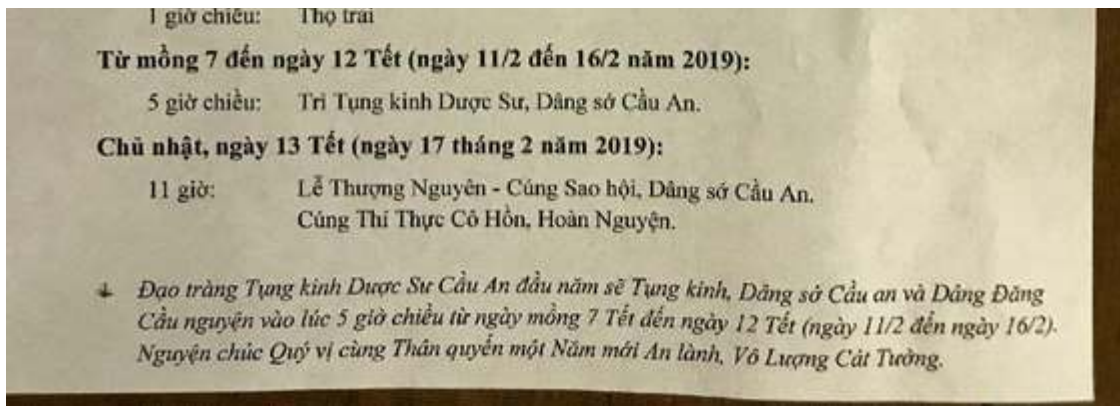 1 giờ chiều: Thọ trai
Từ mồng 7 đến ngày 12 Tết (ngày 11/2 đến 16/2 năm 2019):
5 giờ chiều: Trì Tụng kinh Dược Sư, Dâng sớ Cầu An.
Chủ nhật, ngày 13 Tết (ngày 17 tháng 2 năm 2019):
11 giờ: Lễ Thượng Nguyên - Cúng Sao hội, Dâng sớ Cầu An.
Cúng Thí Thực Cô Hồn, Hoàn Nguyện.
Đạo tràng Tụng kinh Dược Sư Cầu An đầu năm sẽ Tụng kinh, Dâng sớ Cầu an và Dâng Đăng
Cầu nguyện vào lúc 5 giờ chiều từ ngày mồng 7 Tết đến ngày 12 Tết (ngày 11/2 đến ngày 16/2).
Nguyện chúc Quý vị cùng Thân quyến một Năm mới An lành, Vô Lượng Cát Tường.